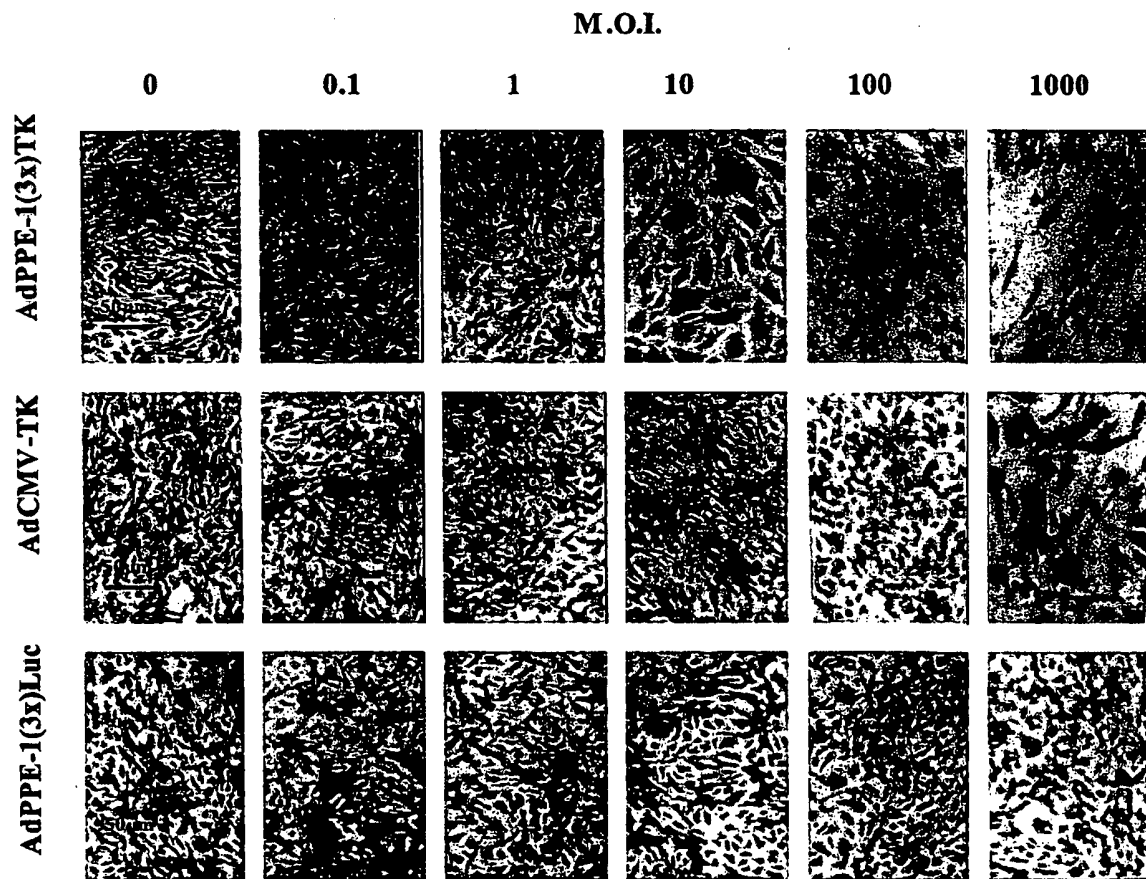 M.O.I.
0 0.1 1 10 100 1000
AdPPE-1(3x)TK
AdCMV-TK
AdPPE-1(3x)Luc